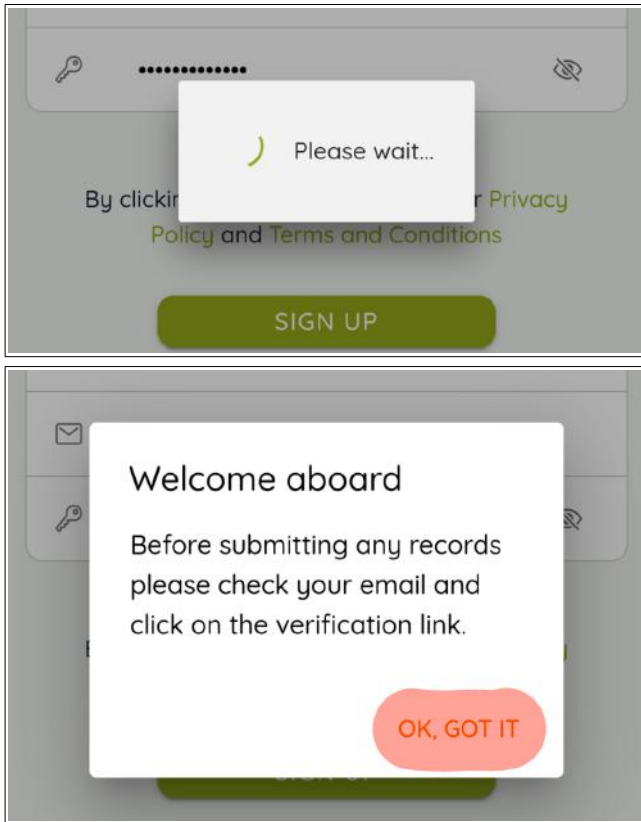 •••••••••••••
Please wait...
By clickin r Privacy
Policy and Terms and Conditions
SIGN UP
Welcome aboard
Before submitting any records
please check your email and
click on the verification link.
OK, GOT IT